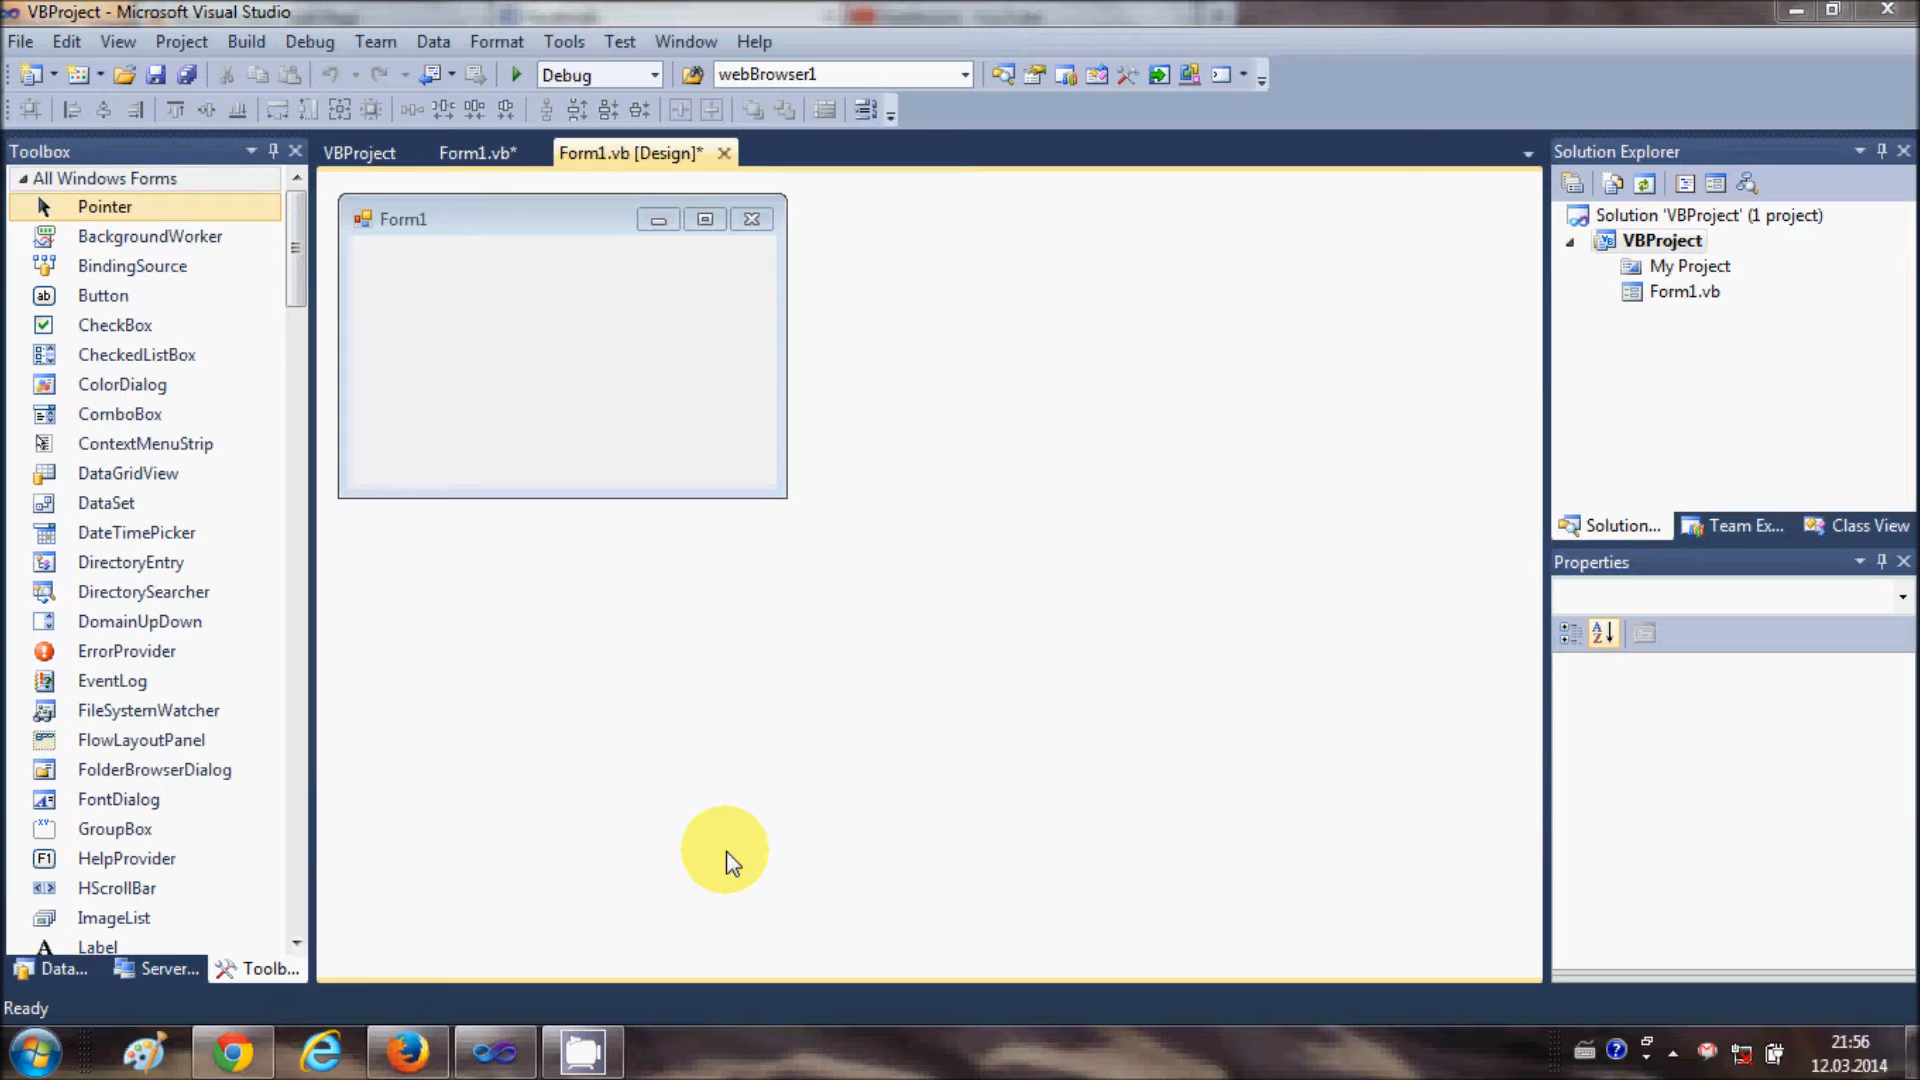 VBProject - Microsoft Visual Studio
File Edit View Project Build Debug Team Data Format Tools Test Window Help
Debug webBrowser1
Toolbox
VBProject Form1.vb* Form1.vb [Design]*
Solution Explorer
All Windows Forms
Pointer
BackgroundWorker
BindingSource
Button
CheckBox
CheckedListBox
ColorDialog
ComboBox
ContextMenuStrip
DataGridView
DataSet
DateTimePicker
DirectoryEntry
DirectorySearcher
DomainUpDown
ErrorProvider
EventLog
FileSystemWatcher
FlowLayoutPanel
FolderBrowserDialog
FontDialog
GroupBox
HelpProvider
HScrollBar
ImageList
Label
Data... Server... Toolb...
Form1
Solution 'VBProject' (1 project)
VBProject
My Project
Form1.vb
Solution... Team Ex... Class View
Properties
Ready
21:56
12.03.2014